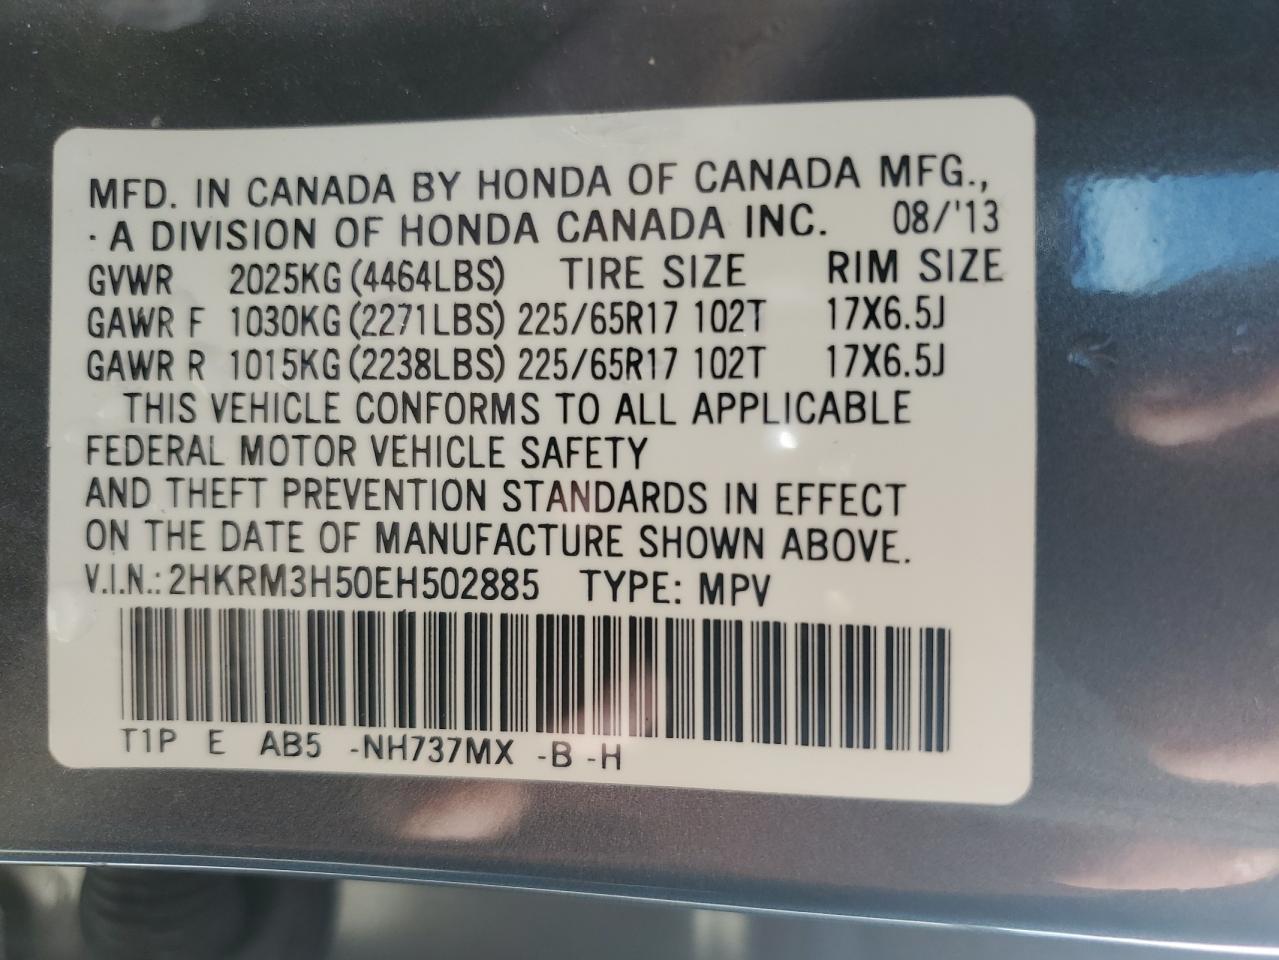 MFD. IN CANADA BY HONDA OF CANADA MFG.,
A DIVISION OF HONDA CANADA INC. 08/'13
GVWR 2025KG (4464LBS) TIRE SIZE RIM SIZE
GAWR F 1030KG (2271LBS) 225/65R17 102T 17X6.5J
GAWR R 1015KG (2238LBS) 225/65R17 102T 17X6.5J
THIS VEHICLE CONFORMS TO ALL APPLICABLE
FEDERAL MOTOR VEHICLE SAFETY
AND THEFT PREVENTION STANDARDS IN EFFECT
ON THE DATE OF MANUFACTURE SHOWN ABOVE.
V.I.N.: 2HKRM3H50EH502885 TYPE: MPV
T1P E AB5 -NH737MX -B -H